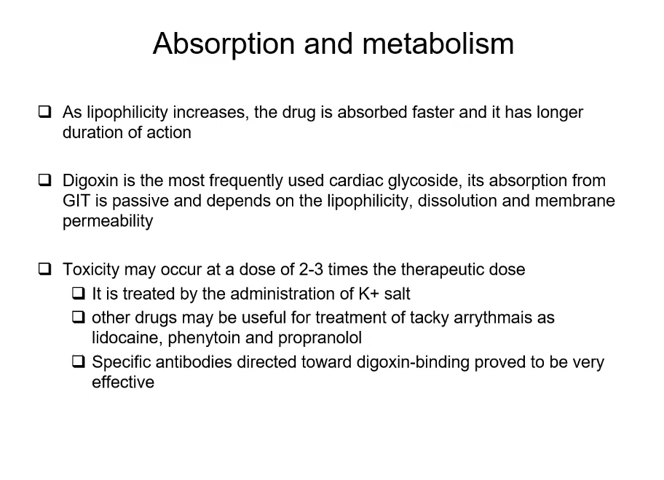 Absorption and metabolism
❑ As lipophilicity increases, the drug is absorbed faster and it has longer
duration of action
❑ Digoxin is the most frequently used cardiac glycoside, its absorption from
GIT is passive and depends on the lipophilicity, dissolution and membrane
permeability
❑ Toxicity may occur at a dose of 2-3 times the therapeutic dose
❑ It is treated by the administration of K+ salt
❑ other drugs may be useful for treatment of tacky arrythmais as
lidocaine, phenytoin and propranolol
❑ Specific antibodies directed toward digoxin-binding proved to be very
effective